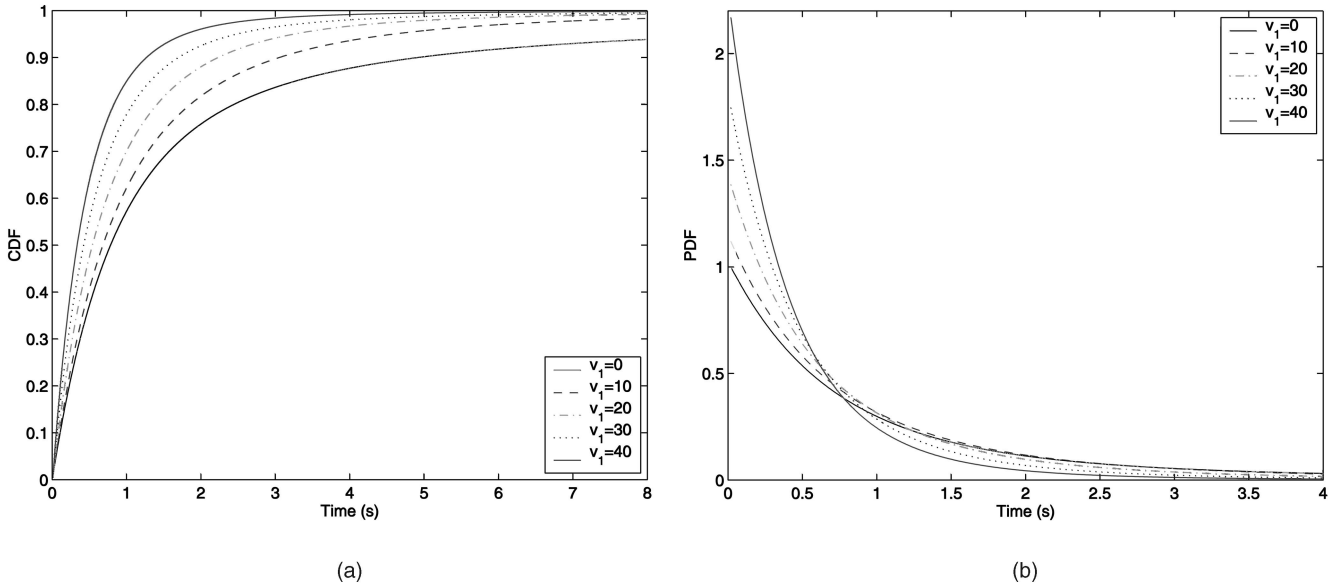 1
0.9
0.8
0.7
0.6
0.5
0.4
0.3
0.2
0.1
0
CDF
0 1 2 3 4 5 6 7 8
Time (s)
v1=0
v1=10
v1=20
v1=30
v1=40
(a)
2
1.5
1
0.5
0
PDF
0 0.5 1 1.5 2 2.5 3 3.5 4
Time (s)
v1=0
v1=10
v1=20
v1=30
v1=40
(b)